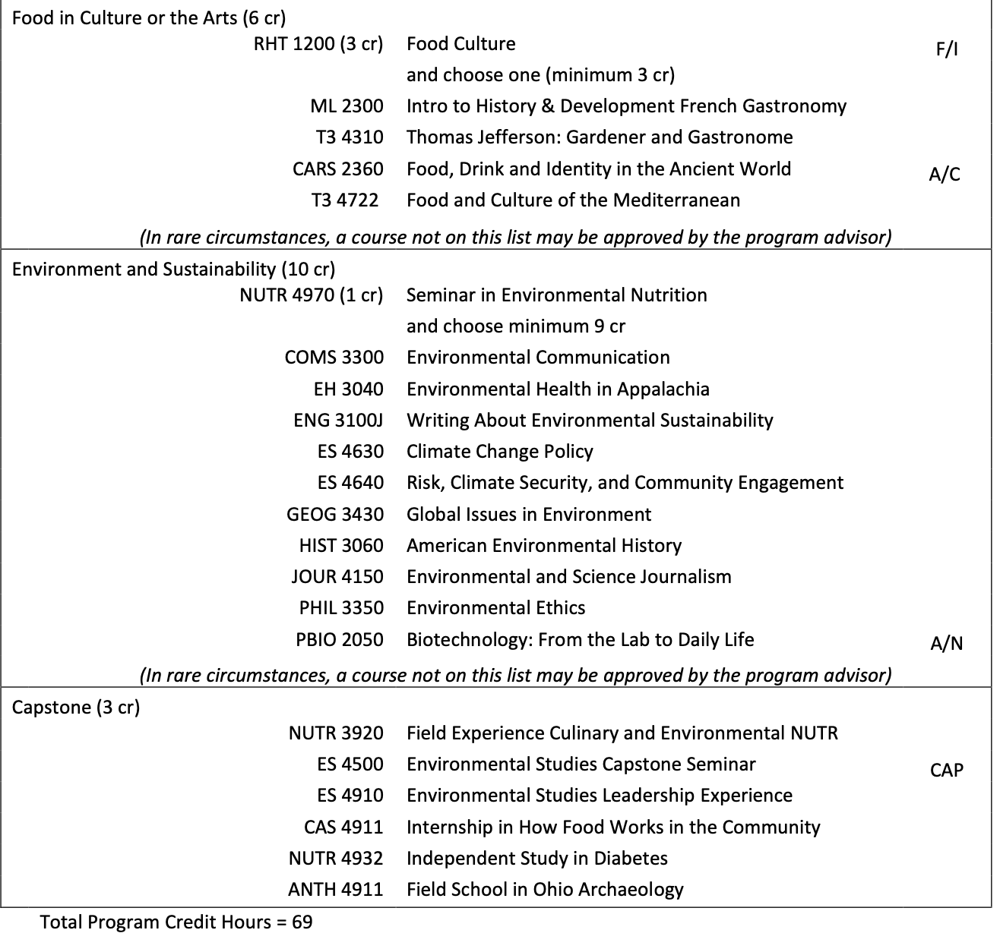 Food in Culture or the Arts (6 cr)
RHT 1200 (3 cr) Food Culture F/I
and choose one (minimum 3 cr)
ML 2300 Intro to History & Development French Gastronomy
T3 4310 Thomas Jefferson: Gardener and Gastronome
CARS 2360 Food, Drink and Identity in the Ancient World A/C
T3 4722 Food and Culture of the Mediterranean
(In rare circumstances, a course not on this list may be approved by the program advisor)
Environment and Sustainability (10 cr)
NUTR 4970 (1 cr) Seminar in Environmental Nutrition
and choose minimum 9 cr
COMS 3300 Environmental Communication
EH 3040 Environmental Health in Appalachia
ENG 3100J Writing About Environmental Sustainability
ES 4630 Climate Change Policy
ES 4640 Risk, Climate Security, and Community Engagement
GEOG 3430 Global Issues in Environment
HIST 3060 American Environmental History
JOUR 4150 Environmental and Science Journalism
PHIL 3350 Environmental Ethics
PBIO 2050 Biotechnology: From the Lab to Daily Life A/N
(In rare circumstances, a course not on this list may be approved by the program advisor)
Capstone (3 cr)
NUTR 3920 Field Experience Culinary and Environmental NUTR
ES 4500 Environmental Studies Capstone Seminar CAP
ES 4910 Environmental Studies Leadership Experience
CAS 4911 Internship in How Food Works in the Community
NUTR 4932 Independent Study in Diabetes
ANTH 4911 Field School in Ohio Archaeology
Total Program Credit Hours = 69